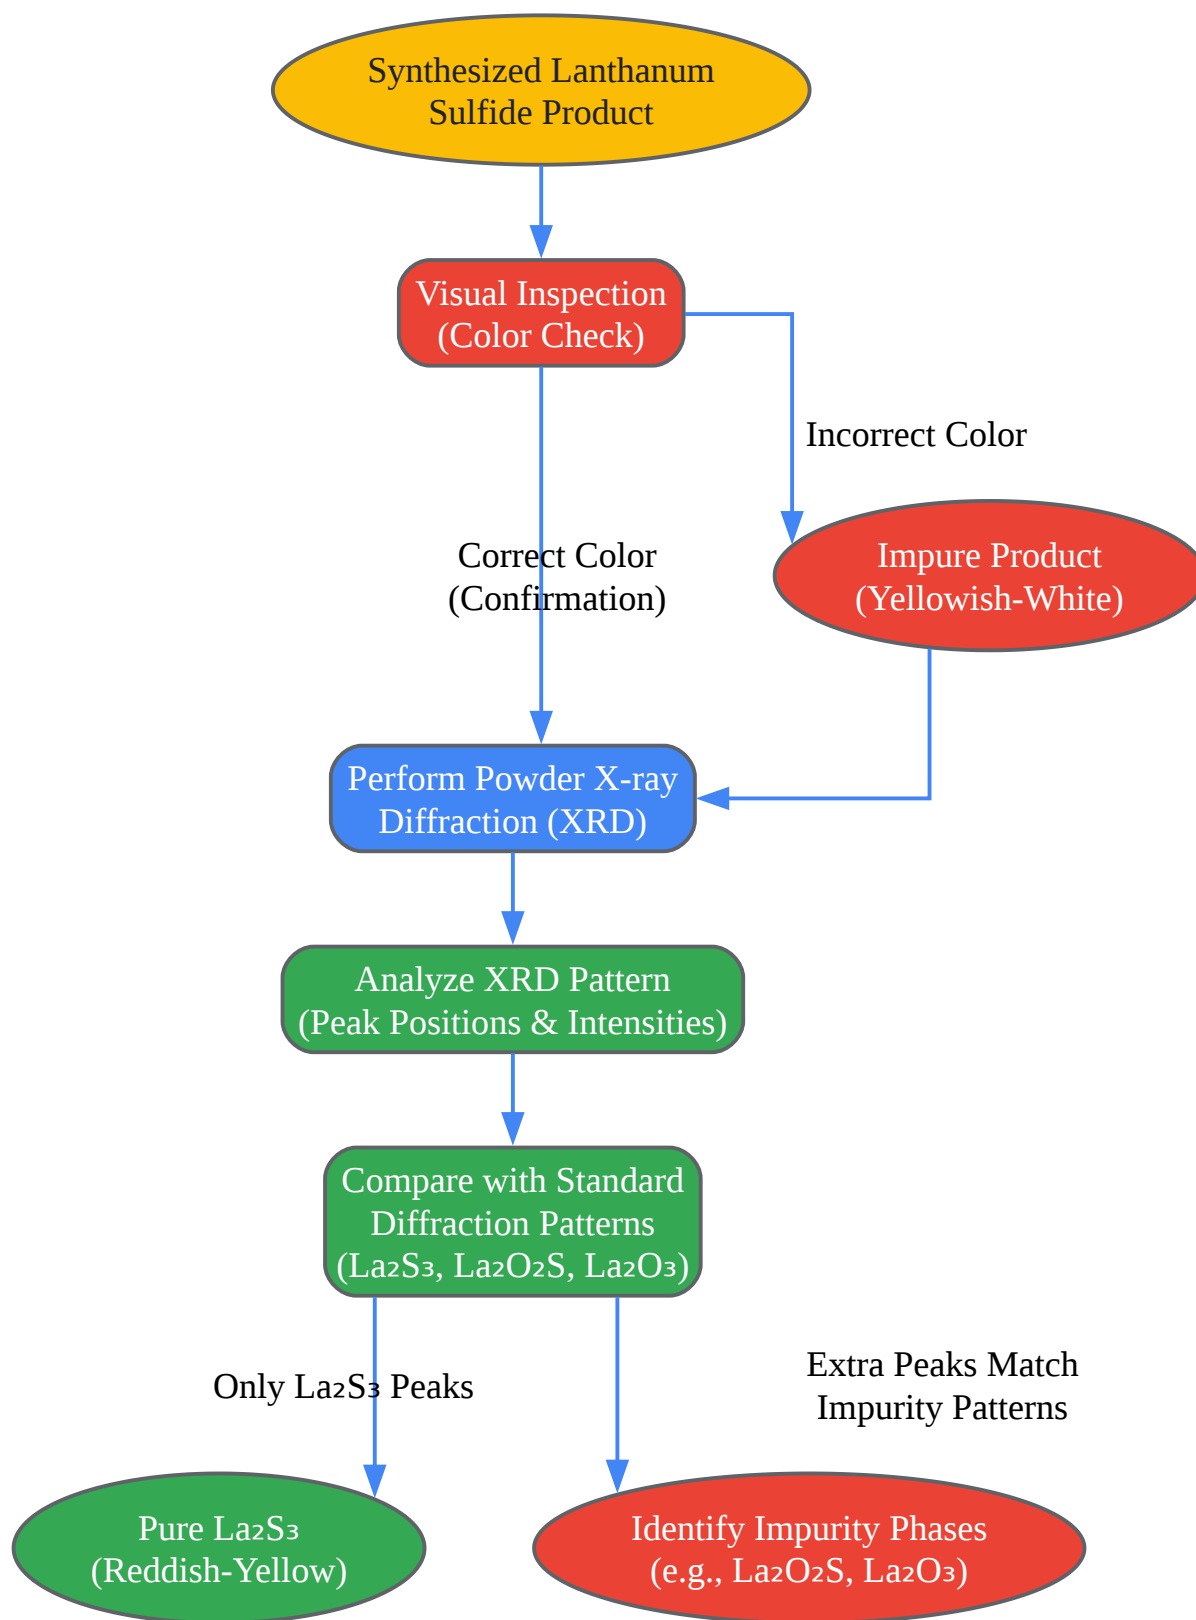 Synthesized Lanthanum
Sulfide Product
Visual Inspection
(Color Check)
Incorrect Color
Correct Color
(Confirmation)
Impure Product
(Yellowish-White)
Perform Powder X-ray
Diffraction (XRD)
Analyze XRD Pattern
(Peak Positions & Intensities)
Compare with Standard
Diffraction Patterns
(La₂S₃, La₂O₂S, La₂O₃)
Only La₂S₃ Peaks
Extra Peaks Match
Impurity Patterns
Pure La₂S₃
(Reddish-Yellow)
Identify Impurity Phases
(e.g., La₂O₂S, La₂O₃)